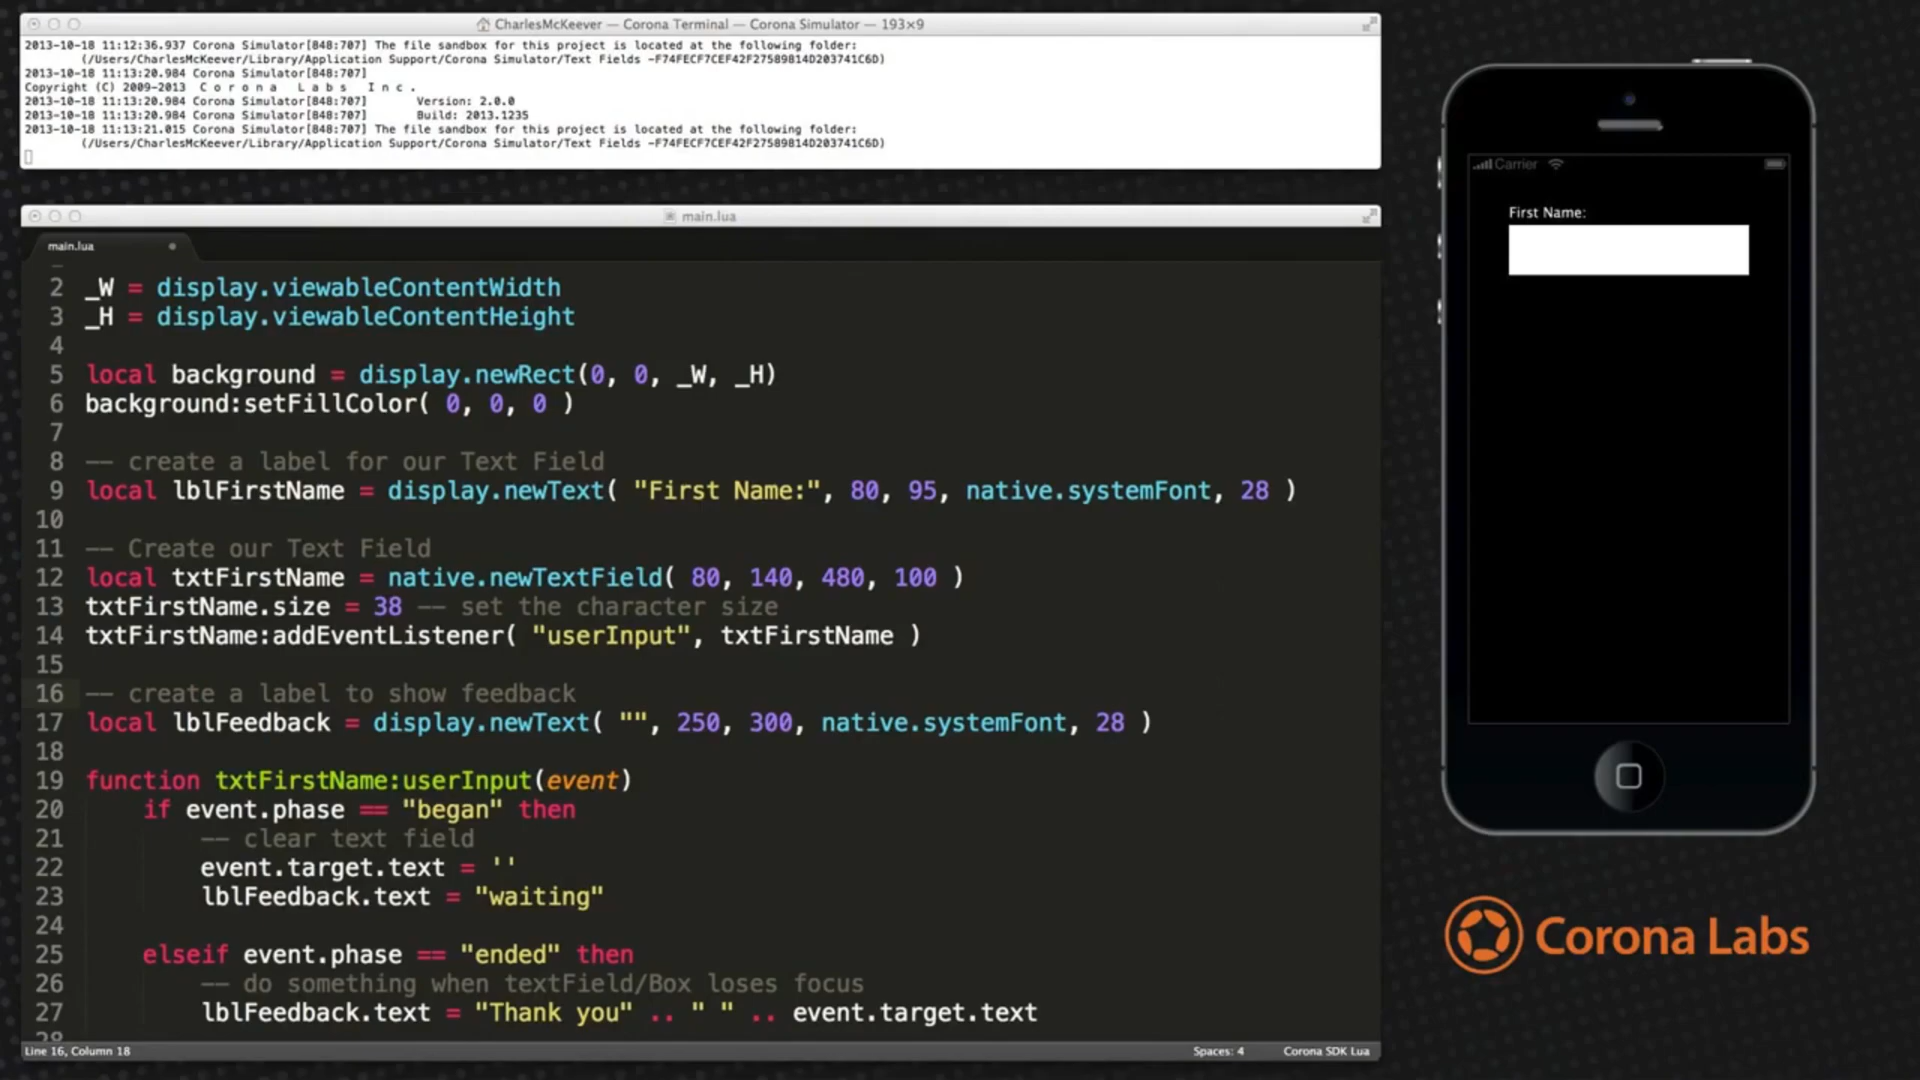 CharlesMcKeever — Corona Terminal — Corona Simulator — 193×9
2013-10-18 11:12:36.937 Corona Simulator[848:707] The file sandbox for this project is located at the following folder:
(/Users/CharlesMcKeever/Library/Application Support/Corona Simulator/Text Fields -F74FECF7CEF42F27589814D203741C6D)
2013-10-18 11:13:20.984 Corona Simulator[848:707]
Copyright (C) 2009-2013 C o r o n a L a b s I n c .
2013-10-18 11:13:20.984 Corona Simulator[848:707] Version: 2.0.0
2013-10-18 11:13:20.984 Corona Simulator[848:707] Build: 2013.1235
2013-10-18 11:13:21.015 Corona Simulator[848:707] The file sandbox for this project is located at the following folder:
(/Users/CharlesMcKeever/Library/Application Support/Corona Simulator/Text Fields -F74FECF7CEF42F27589814D203741C6D)
main.lua
main.lua
2 _W = display.viewableContentWidth
3 _H = display.viewableContentHeight
4
5 local background = display.newRect(0, 0, _W, _H)
6 background:setFillColor( 0, 0, 0 )
7
8 -- create a label for our Text Field
9 local lblFirstName = display.newText( "First Name:", 80, 95, native.systemFont, 28 )
10
11 -- Create our Text Field
12 local txtFirstName = native.newTextField( 80, 140, 480, 100 )
13 txtFirstName.size = 38 -- set the character size
14 txtFirstName:addEventListener( "userInput", txtFirstName )
15
16 -- create a label to show feedback
17 local lblFeedback = display.newText( "", 250, 300, native.systemFont, 28 )
18
19 function txtFirstName:userInput(event)
20 if event.phase == "began" then
21 -- clear text field
22 event.target.text = ''
23 lblFeedback.text = "waiting"
24
25 elseif event.phase == "ended" then
26 -- do something when textField/Box loses focus
27 lblFeedback.text = "Thank you" .. " " .. event.target.text
28
Line 16, Column 18
Spaces: 4
Corona SDK Lua
Carrier
First Name:
Corona Labs